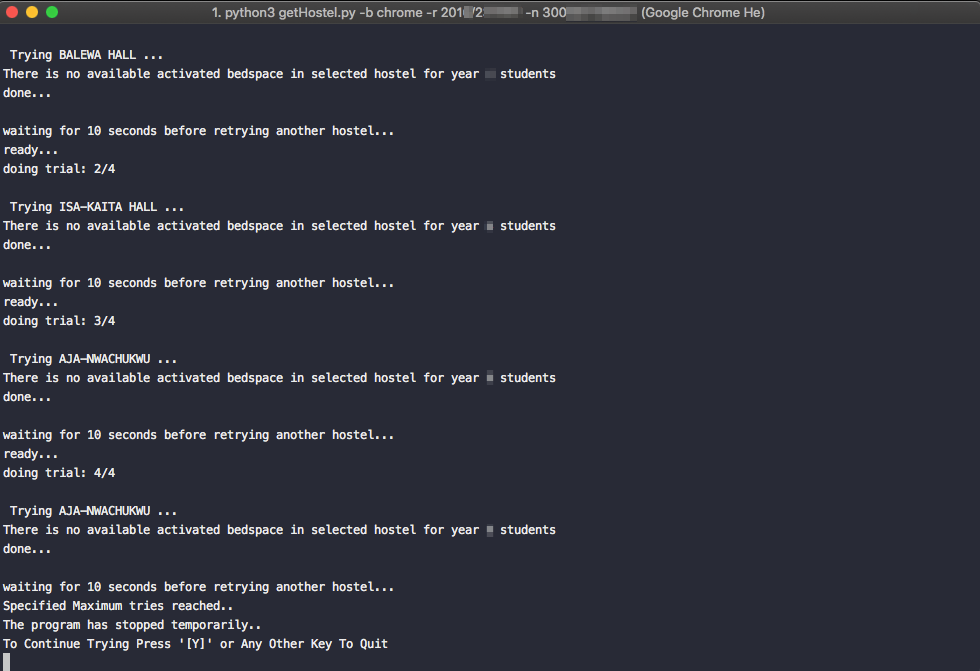 1. python3 getHostel.py -b chrome -r 201 /2 -n 300 (Google Chrome He)
Trying BALEWA HALL ...
There is no available activated bedspace in selected hostel for year students
done...
waiting for 10 seconds before retrying another hostel...
ready...
doing trial: 2/4
Trying ISA-KAITA HALL ...
There is no available activated bedspace in selected hostel for year students
done...
waiting for 10 seconds before retrying another hostel...
ready...
doing trial: 3/4
Trying AJA-NWACHUKWU ...
There is no available activated bedspace in selected hostel for year students
done...
waiting for 10 seconds before retrying another hostel...
ready...
doing trial: 4/4
Trying AJA-NWACHUKWU ...
There is no available activated bedspace in selected hostel for year students
done...
waiting for 10 seconds before retrying another hostel...
Specified Maximum tries reached..
The program has stopped temporarily..
To Continue Trying Press '[Y]' or Any Other Key To Quit